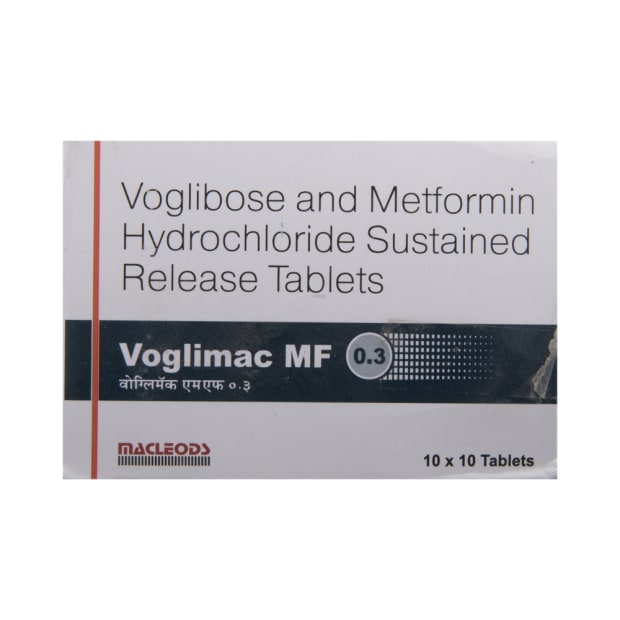 Voglibose and Metformin
Hydrochloride Sustained
Release Tablets
Voglimac MF 0.3
वोग्लिमॅक एमएफ ०.३
MACLEODS
10 x 10 Tablets